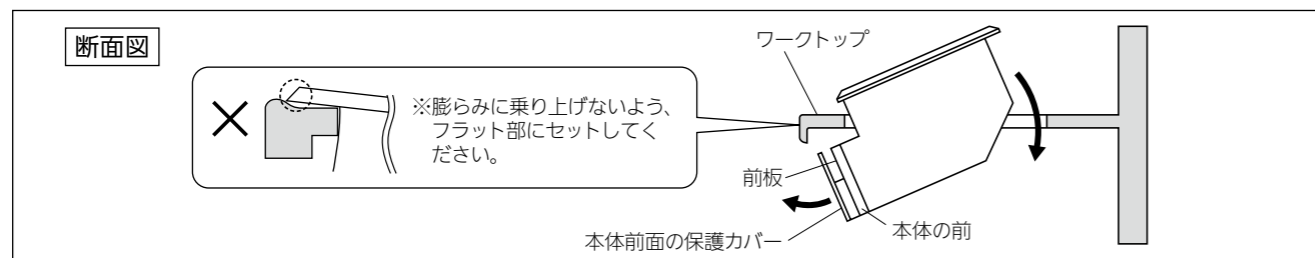 断面図
※膨らみに乗り上げないよう、
フラット部にセットしてく
ださい。
ワークトップ
前板
本体前面の保護カバー
本体の前